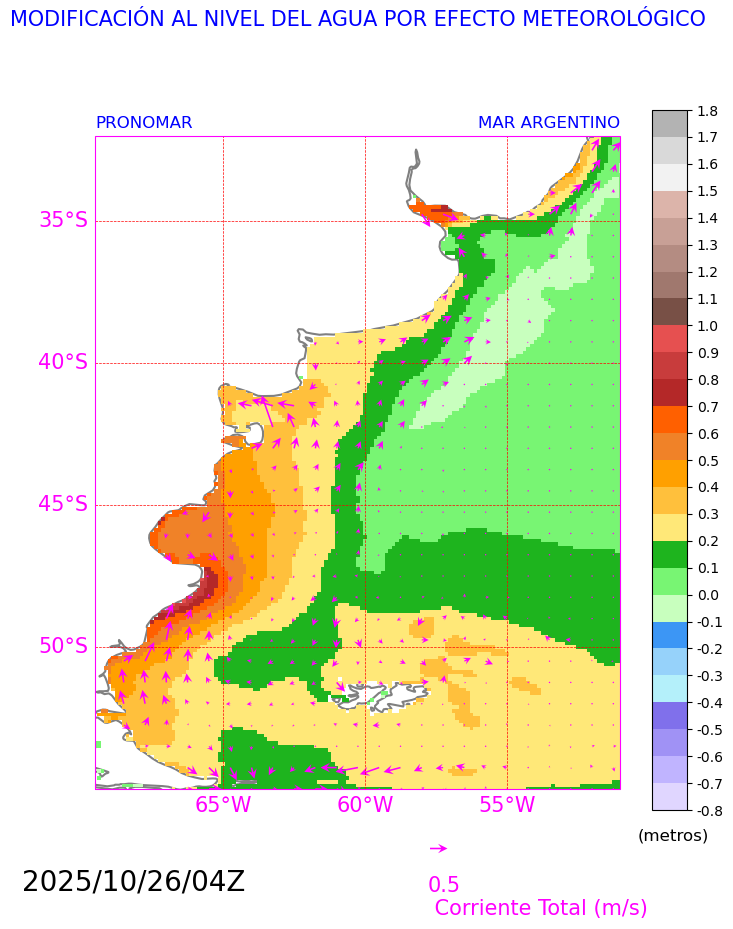 MODIFICACIÓN AL NIVEL DEL AGUA POR EFECTO METEOROLÓGICO
PRONOMAR
MAR ARGENTINO
35°S
40°S
45°S
50°S
65°W
60°W
55°W
1.8
1.7
1.6
1.5
1.4
1.3
1.2
1.1
1.0
0.9
0.8
0.7
0.6
0.5
0.4
0.3
0.2
0.1
0.0
-0.1
-0.2
-0.3
-0.4
-0.5
-0.6
-0.7
-0.8
(metros)
2025/10/26/04Z
0.5
Corriente Total (m/s)